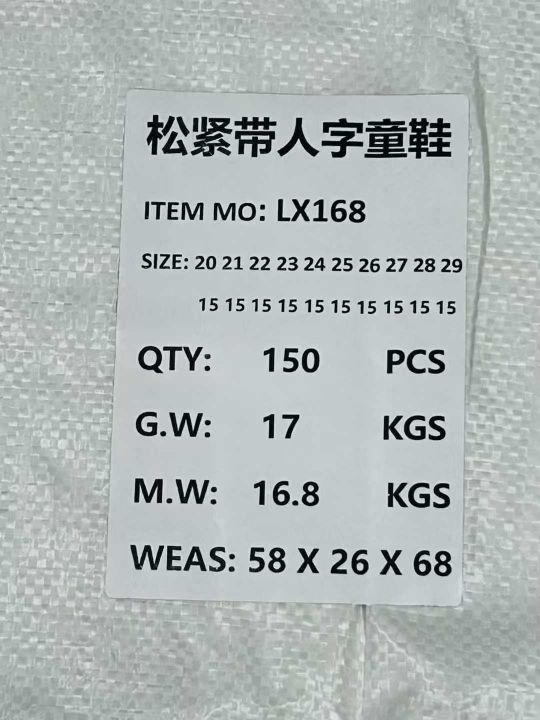 松紧带人字童鞋
ITEM MO: LX168
SIZE: 20 21 22 23 24 25 26 27 28 29
15 15 15 15 15 15 15 15 15 15
QTY: 150 PCS
G.W: 17 KGS
M.W: 16.8 KGS
WEAS: 58 X 26 X 68